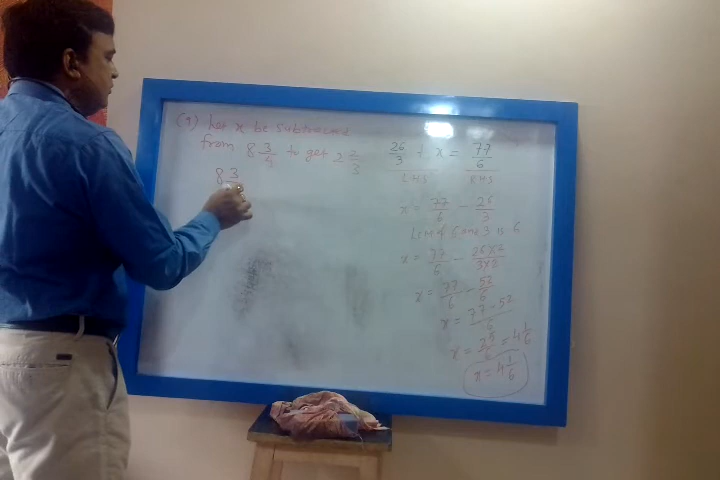 (9) Let x be subtracted
from 8 3/4 to get 2 2/3
8 3
26/3 + x = 77/6
LHS RHS
x = 77/6 - 26/3
LCM of 6 and 3 is 6
x = 77/6 - 26×2/3×2
x = 77/6 - 52/6
x = 77-52/6
x = 25/6 = 4 1/6
x = 4 1/6